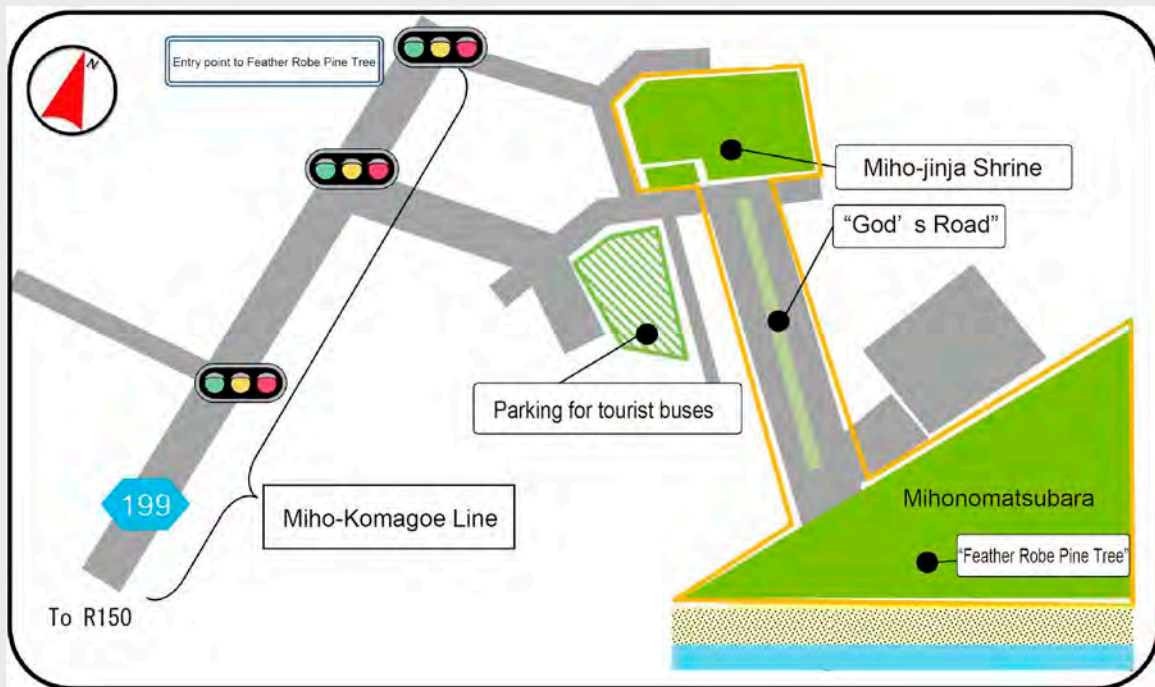 N
Entry point to Feather Robe Pine Tree
Miho-jinja Shrine
“God’ s Road”
Parking for tourist buses
199
Miho-Komagoe Line
Mihonomatsubara
“Feather Robe Pine Tree”
To R150